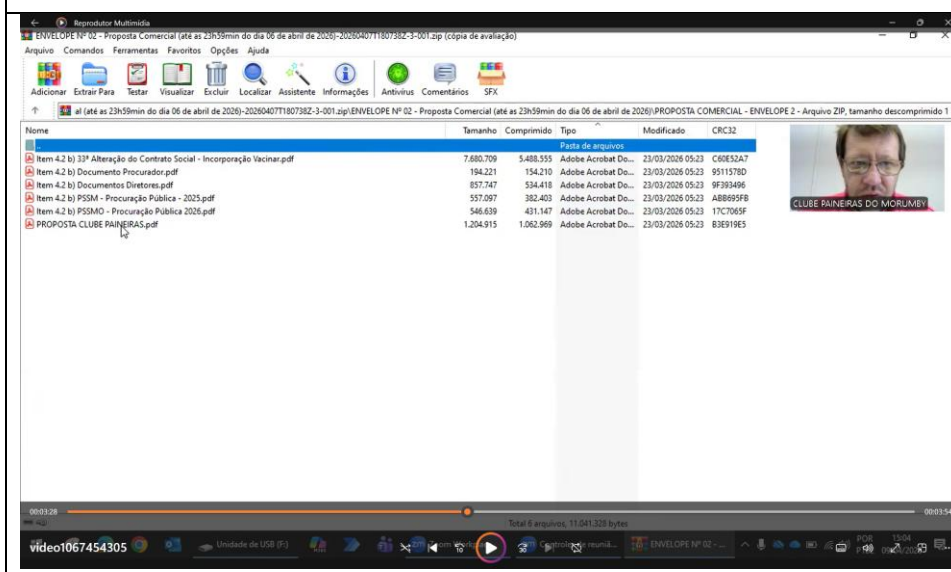 Reprodutor Multimídia
ENVELOPE Nº 02 - Proposta Comercial (até as 23h59min do dia 06 de abril de 2026)-20260407T180738Z-3-001.zip (cópia de avaliação)
Arquivo Comandos Ferramentas Favoritos Opções Ajuda
Adicionar Extrair Para Testar Visualizar Excluir Localizar Assistente Informações Antivírus Comentários SFX
al (até as 23h59min do dia 06 de abril de 2026)-20260407T180738Z-3-001.zip\ENVELOPE Nº 02 - Proposta Comercial (até as 23h59min do dia 06 de abril de 2026)\PROPOSTA COMERCIAL - ENVELOPE 2 - Arquivo ZIP, tamanho descomprimido 1
Nome Tamanho Comprimido Tipo Modificado CRC32
.. Pasta de arquivos
Item 4.2 b) 33ª Alteração do Contrato Social - Incorporação Vacinar.pdf 7.680.709 5.488.555 Adobe Acrobat Do... 23/03/2026 05:23 C60E52A7
Item 4.2 b) Documento Procurador.pdf 194.221 154.210 Adobe Acrobat Do... 23/03/2026 05:23 9511578D
Item 4.2 b) Documentos Diretores.pdf 857.747 534.418 Adobe Acrobat Do... 23/03/2026 05:23 9F393496
Item 4.2 b) PSSM - Procuração Pública - 2025.pdf 557.097 382.403 Adobe Acrobat Do... 23/03/2026 05:23 ABB695FB
Item 4.2 b) PSSMO - Procuração Pública 2026.pdf 546.639 431.147 Adobe Acrobat Do... 23/03/2026 05:23 17C7065F
PROPOSTA CLUBE PAINEIRAS.pdf 1.204.915 1.062.969 Adobe Acrobat Do... 23/03/2026 05:23 B3E919E5
CLUBE PAINEIRAS DO MORUMBY
00:03:28 00:03:54
Total 6 arquivos, 11.041.328 bytes
video1067454305 Unidade de USB (F:) Zoom ENVELOPE Nº 02 - ... POR 15:04